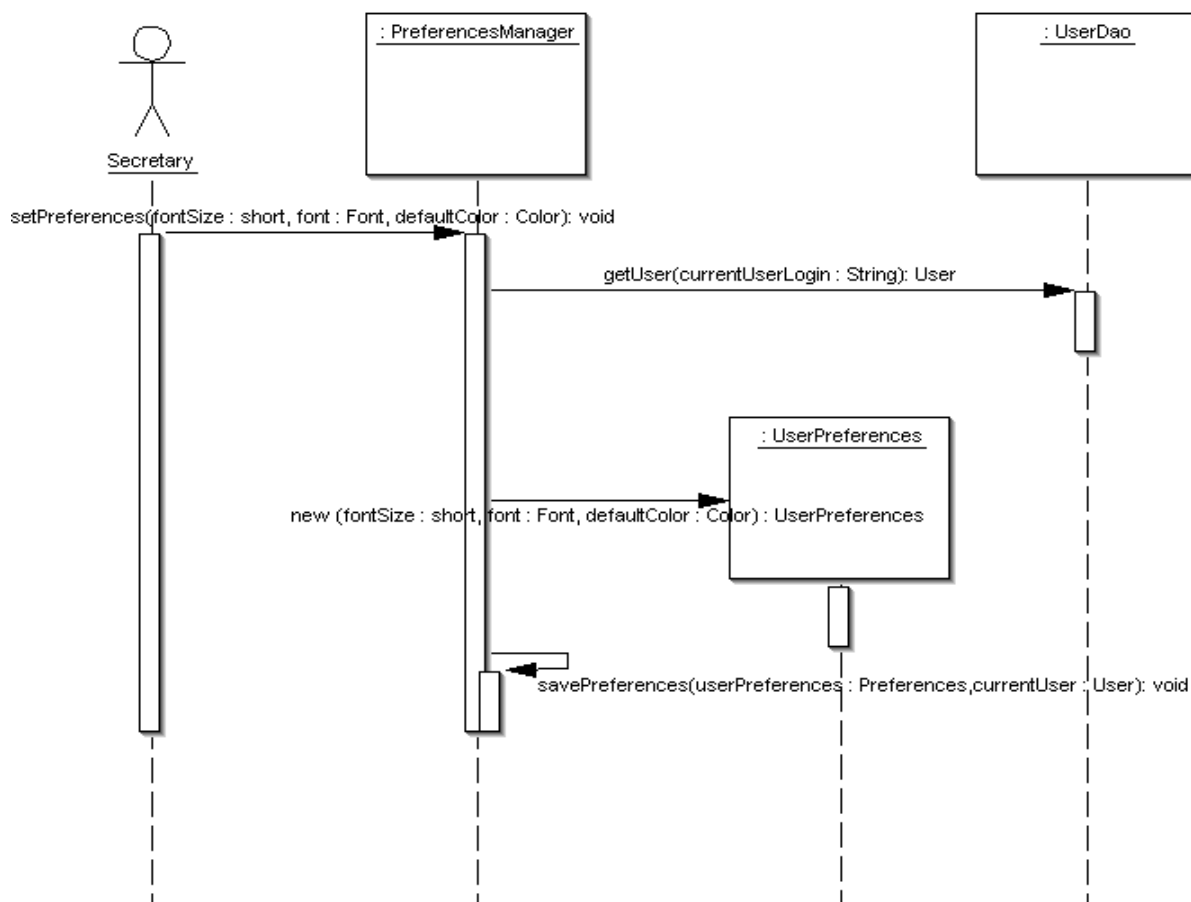 : PreferencesManager
: UserDao
Secretary
setPreferences(fontSize : short, font : Font, defaultColor : Color): void
getUser(currentUserLogin : String): User
: UserPreferences
new (fontSize : short, font : Font, defaultColor : Color) : UserPreferences
savePreferences(userPreferences : Preferences,currentUser : User): void